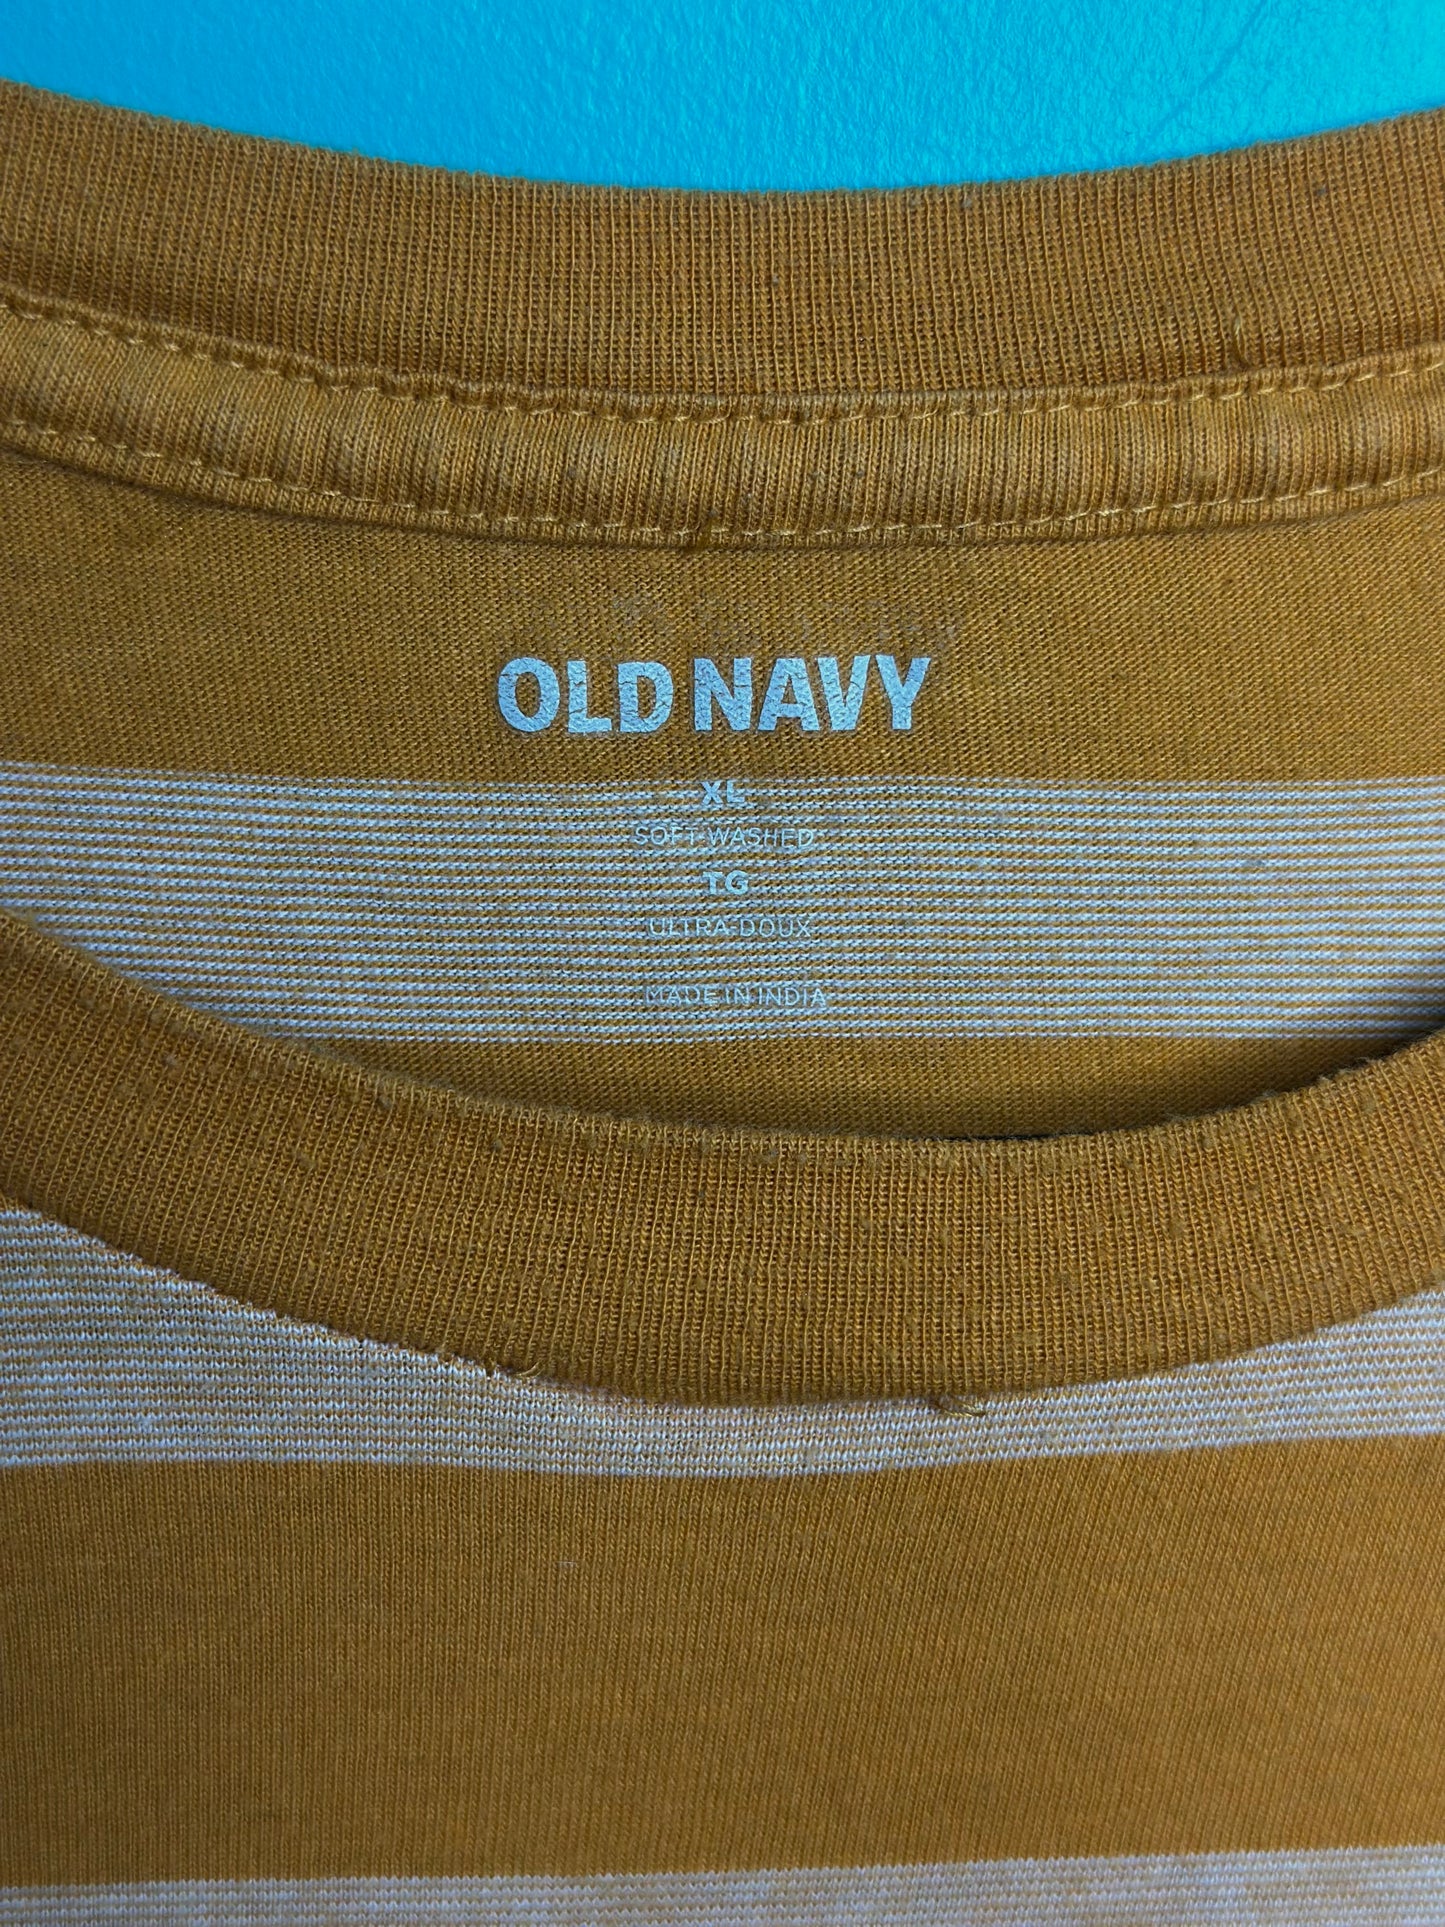 OLD NAVY
XL
SOFT-WASHED
TG
ULTRA-DOUX
MADE IN INDIA